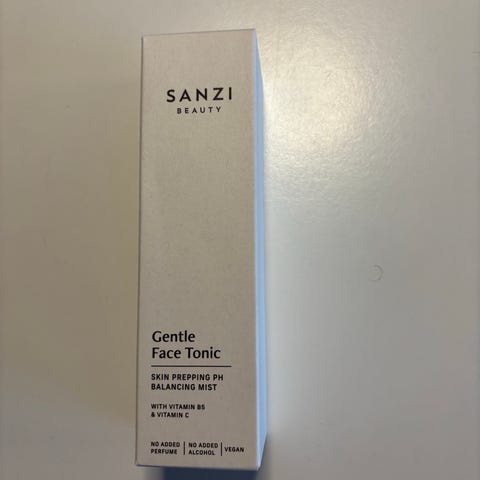 SANZI
BEAUTY
Gentle
Face Tonic
SKIN PREPPING PH
BALANCING MIST
WITH VITAMIN B5
& VITAMIN C
NO ADDED PERFUME | NO ADDED ALCOHOL | VEGAN